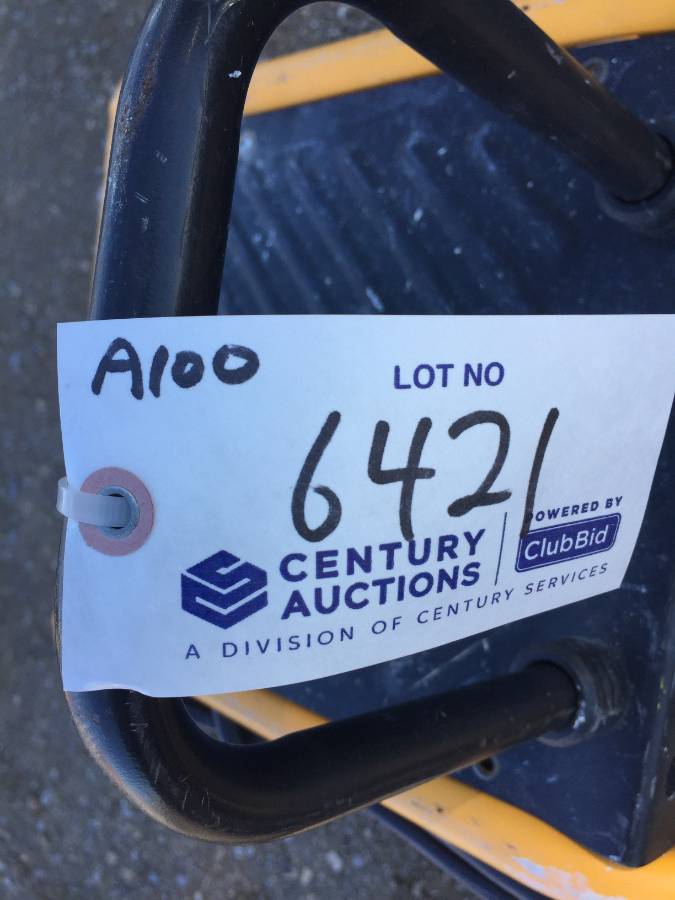 A100
LOT NO
6421
CENTURY
AUCTIONS
POWERED BY
ClubBid
A DIVISION OF CENTURY SERVICES